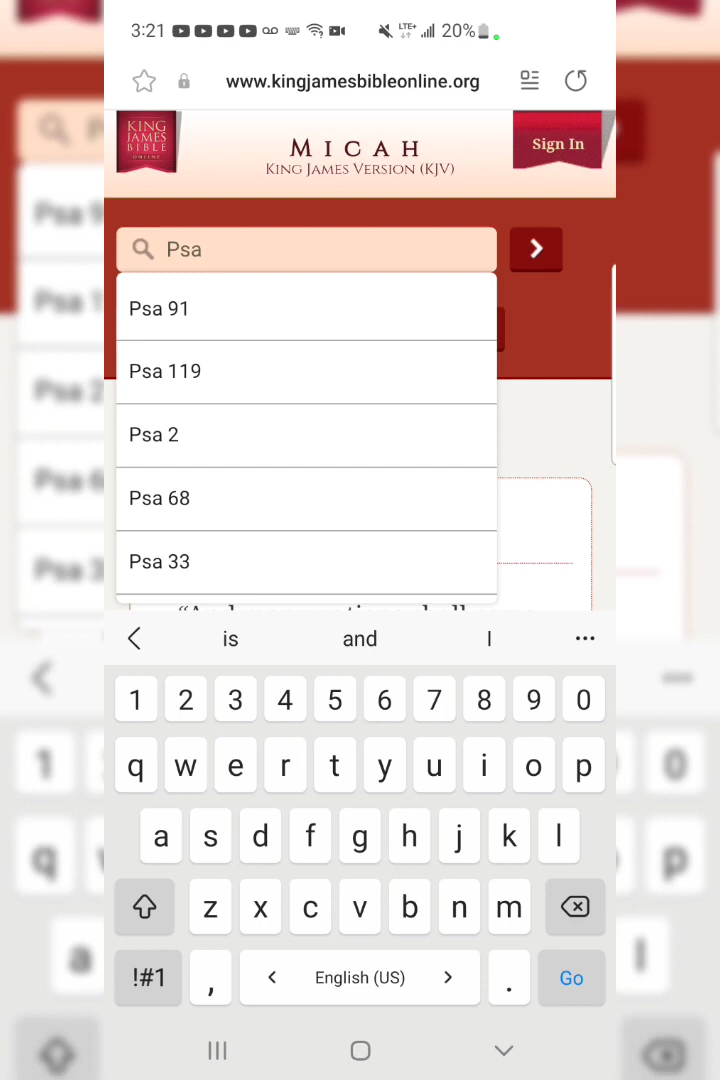 3:21 LTE+ 20%
www.kingjamesbibleonline.org
KING
JAMES
BIBLE
ONLINE
MICAH
KING JAMES VERSION (KJV)
Sign In
Psa
Psa 91
Psa 119
Psa 2
Psa 68
Psa 33
is and I ...
1 2 3 4 5 6 7 8 9 0
q w e r t y u i o p
a s d f g h j k l
z x c v b n m
!#1 , < English (US) > . Go